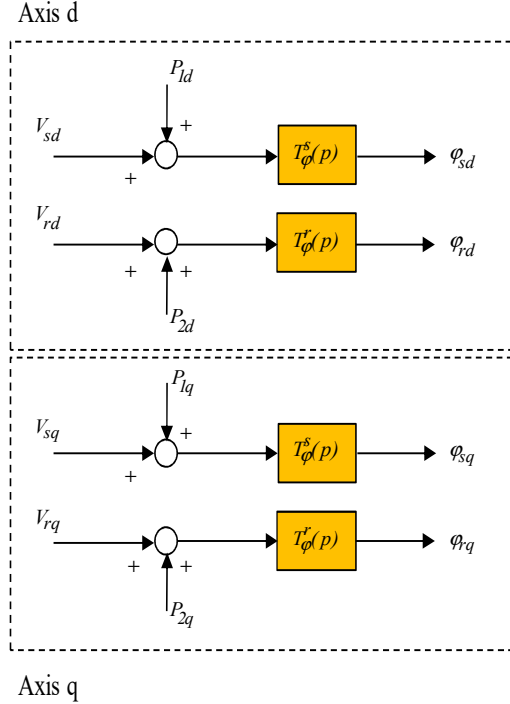 Axis d
P1d
Vsd
+
+
Tφs(p)
φsd
Vrd
+
+
Tφr(p)
φrd
P2d
P1q
Vsq
+
+
Tφs(p)
φsq
Vrq
+
+
Tφr(p)
φrq
P2q
Axis q